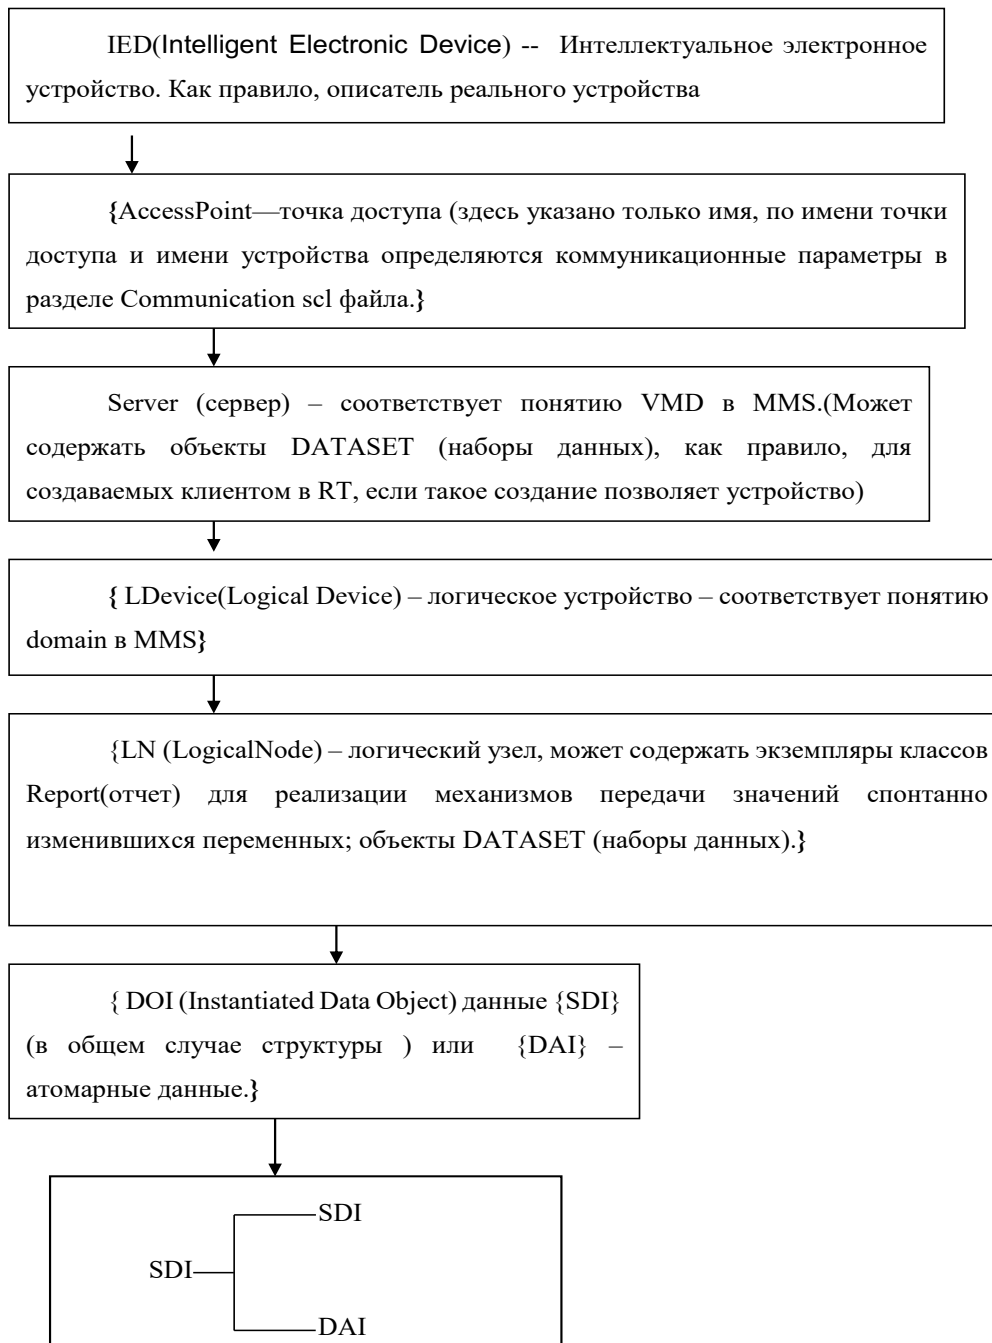 IED(Intelligent Electronic Device) -- Интеллектуальное электронное
устройство. Как правило, описатель реального устройства
{AccessPoint—точка доступа (здесь указано только имя, по имени точки
доступа и имени устройства определяются коммуникационные параметры в
разделе Communication scl файла.}
Server (сервер) – соответствует понятию VMD в MMS.(Может
содержать объекты DATASET (наборы данных), как правило, для
создаваемых клиентом в RT, если такое создание позволяет устройство)
{ LDevice(Logical Device) – логическое устройство – соответствует понятию
domain в MMS}
{LN (LogicalNode) – логический узел, может содержать экземпляры классов
Report(отчет) для реализации механизмов передачи значений спонтанно
изменившихся переменных; объекты DATASET (наборы данных).}
{ DOI (Instantiated Data Object) данные {SDI}
(в общем случае структуры ) или {DAI} –
атомарные данные.}
SDI
SDI
DAI